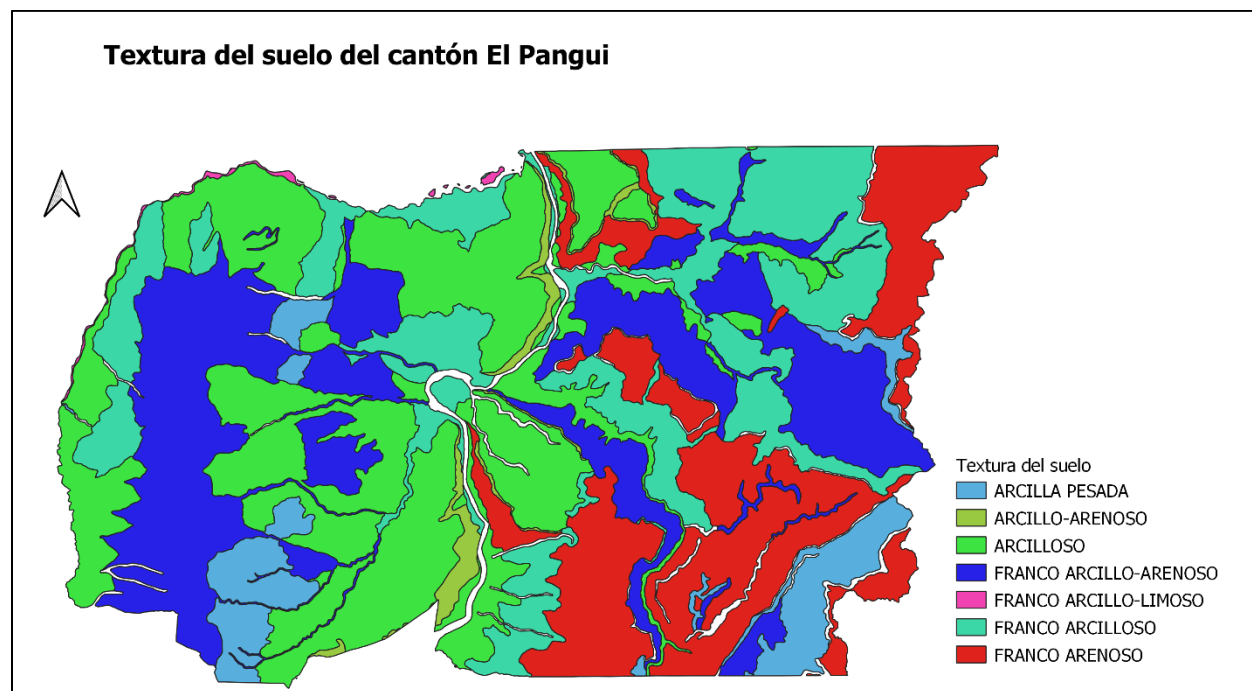 Textura del suelo del cantón El Pangui
Textura del suelo
ARCILLA PESADA
ARCILLO-ARENOSO
ARCILLOSO
FRANCO ARCILLO-ARENOSO
FRANCO ARCILLO-LIMOSO
FRANCO ARCILLOSO
FRANCO ARENOSO